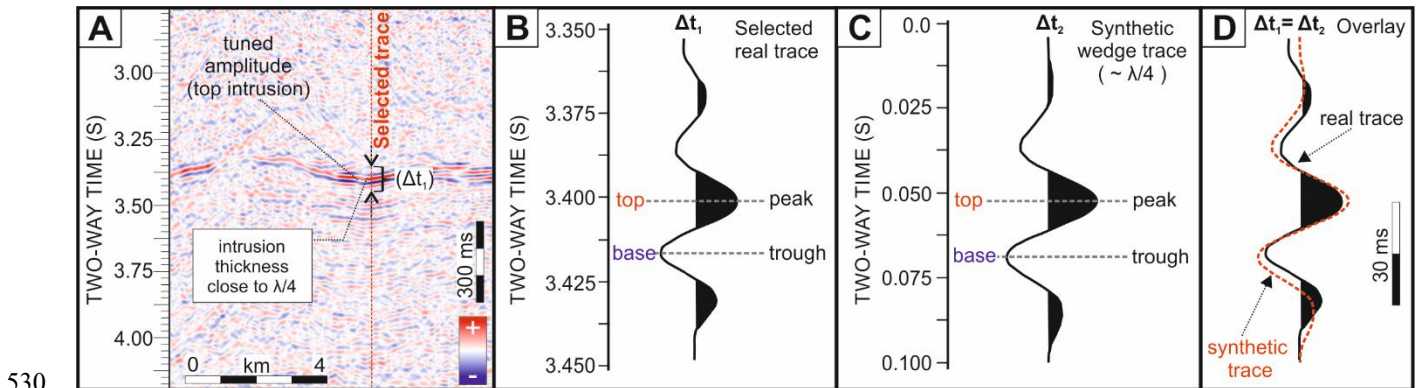 A
tuned
amplitude
(top intrusion)
Selected trace
(Δt₁)
intrusion
thickness
close to λ/4
TWO-WAY TIME (S)
3.00
3.25
3.50
3.75
4.00
300 ms
+
-
0 km 4
B
Δt₁
Selected
real trace
TWO-WAY TIME (S)
3.350
3.375
3.400
3.425
3.450
top
peak
base
trough
C
Δt₂
Synthetic
wedge trace
( ~ λ/4 )
TWO-WAY TIME (S)
0.0
0.025
0.050
0.075
0.100
top
peak
base
trough
D
Δt₁= Δt₂ Overlay
real trace
30 ms
synthetic
trace
530